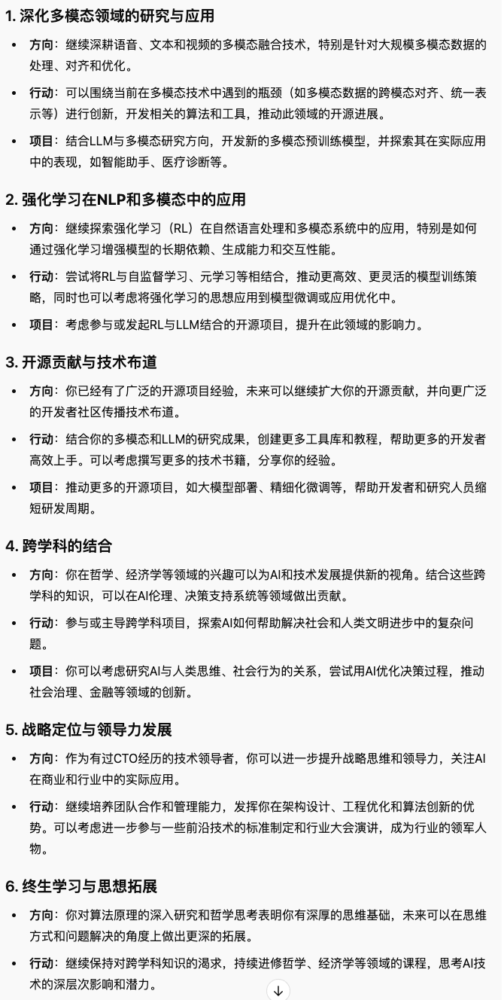 1. 深化多模态领域的研究与应用
• 方向：继续深耕语音、文本和视频的多模态融合技术，特别是针对大规模多模态数据的
处理、对齐和优化。
• 行动：可以围绕当前在多模态技术中遇到的瓶颈（如多模态数据的跨模态对齐、统一表
示等）进行创新，开发相关的算法和工具，推动此领域的开源进展。
• 项目：结合LLM与多模态研究方向，开发新的多模态预训练模型，并探索其在实际应用
中的表现，如智能助手、医疗诊断等。
2. 强化学习在NLP和多模态中的应用
• 方向：继续探索强化学习（RL）在自然语言处理和多模态系统中的应用，特别是如何
通过强化学习增强模型的长期依赖、生成能力和交互性能。
• 行动：尝试将RL与自监督学习、元学习等相结合，推动更高效、更灵活的模型训练策
略，同时也可以考虑将强化学习的思想应用到模型微调或应用优化中。
• 项目：考虑参与或发起RL与LLM结合的开源项目，提升在此领域的影响力。
3. 开源贡献与技术布道
• 方向：你已经有了广泛的开源项目经验，未来可以继续扩大你的开源贡献，并向更广泛
的开发者社区传播技术布道。
• 行动：结合你的多模态和LLM的研究成果，创建更多工具库和教程，帮助更多的开发者
高效上手。可以考虑撰写更多的技术书籍，分享你的经验。
• 项目：推动更多的开源项目，如大模型部署、精细化微调等，帮助开发者和研究人员缩
短研发周期。
4. 跨学科的结合
• 方向：你在哲学、经济学等领域的兴趣可以为AI和技术发展提供新的视角。结合这些跨
学科的知识，可以在AI伦理、决策支持系统等领域做出贡献。
• 行动：参与或主导跨学科项目，探索AI如何帮助解决社会和人类文明进步中的复杂问
题。
• 项目：你可以考虑研究AI与人类思维、社会行为的关系，尝试用AI优化决策过程，推动
社会治理、金融等领域的创新。
5. 战略定位与领导力发展
• 方向：作为有过CTO经历的技术领导者，你可以进一步提升战略思维和领导力，关注AI
在商业和行业中的实际应用。
• 行动：继续培养团队合作和管理能力，发挥你在架构设计、工程优化和算法创新的优
势。可以考虑进一步参与一些前沿技术的标准制定和行业大会演讲，成为行业的领军人
物。
6. 终生学习与思想拓展
• 方向：你对算法原理的深入研究和哲学思考表明你有深厚的思维基础，未来可以在思维
方式和问题解决的角度上做出更深的拓展。
• 行动：继续保持对跨学科知识的渴求，持续进修哲学、经济学等领域的课程，思考AI技
术的深层次影响和潜力。